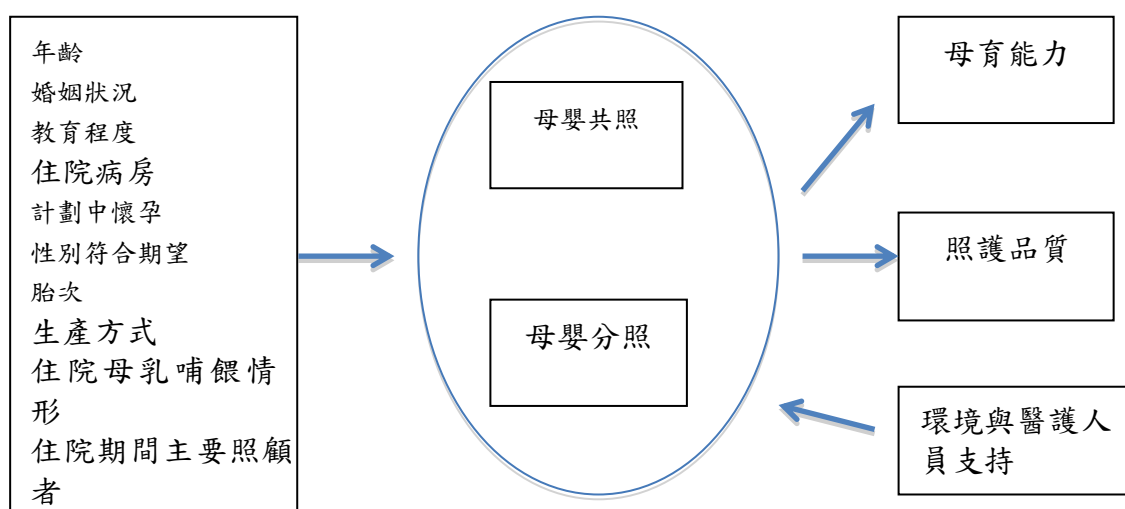 年齡
婚姻狀況
教育程度
住院病房
計劃中懷孕
性別符合期望
胎次
生產方式
住院母乳哺餵情
形
住院期間主要照顧
者
母嬰共照
母嬰分照
母育能力
照護品質
環境與醫護人
員支持